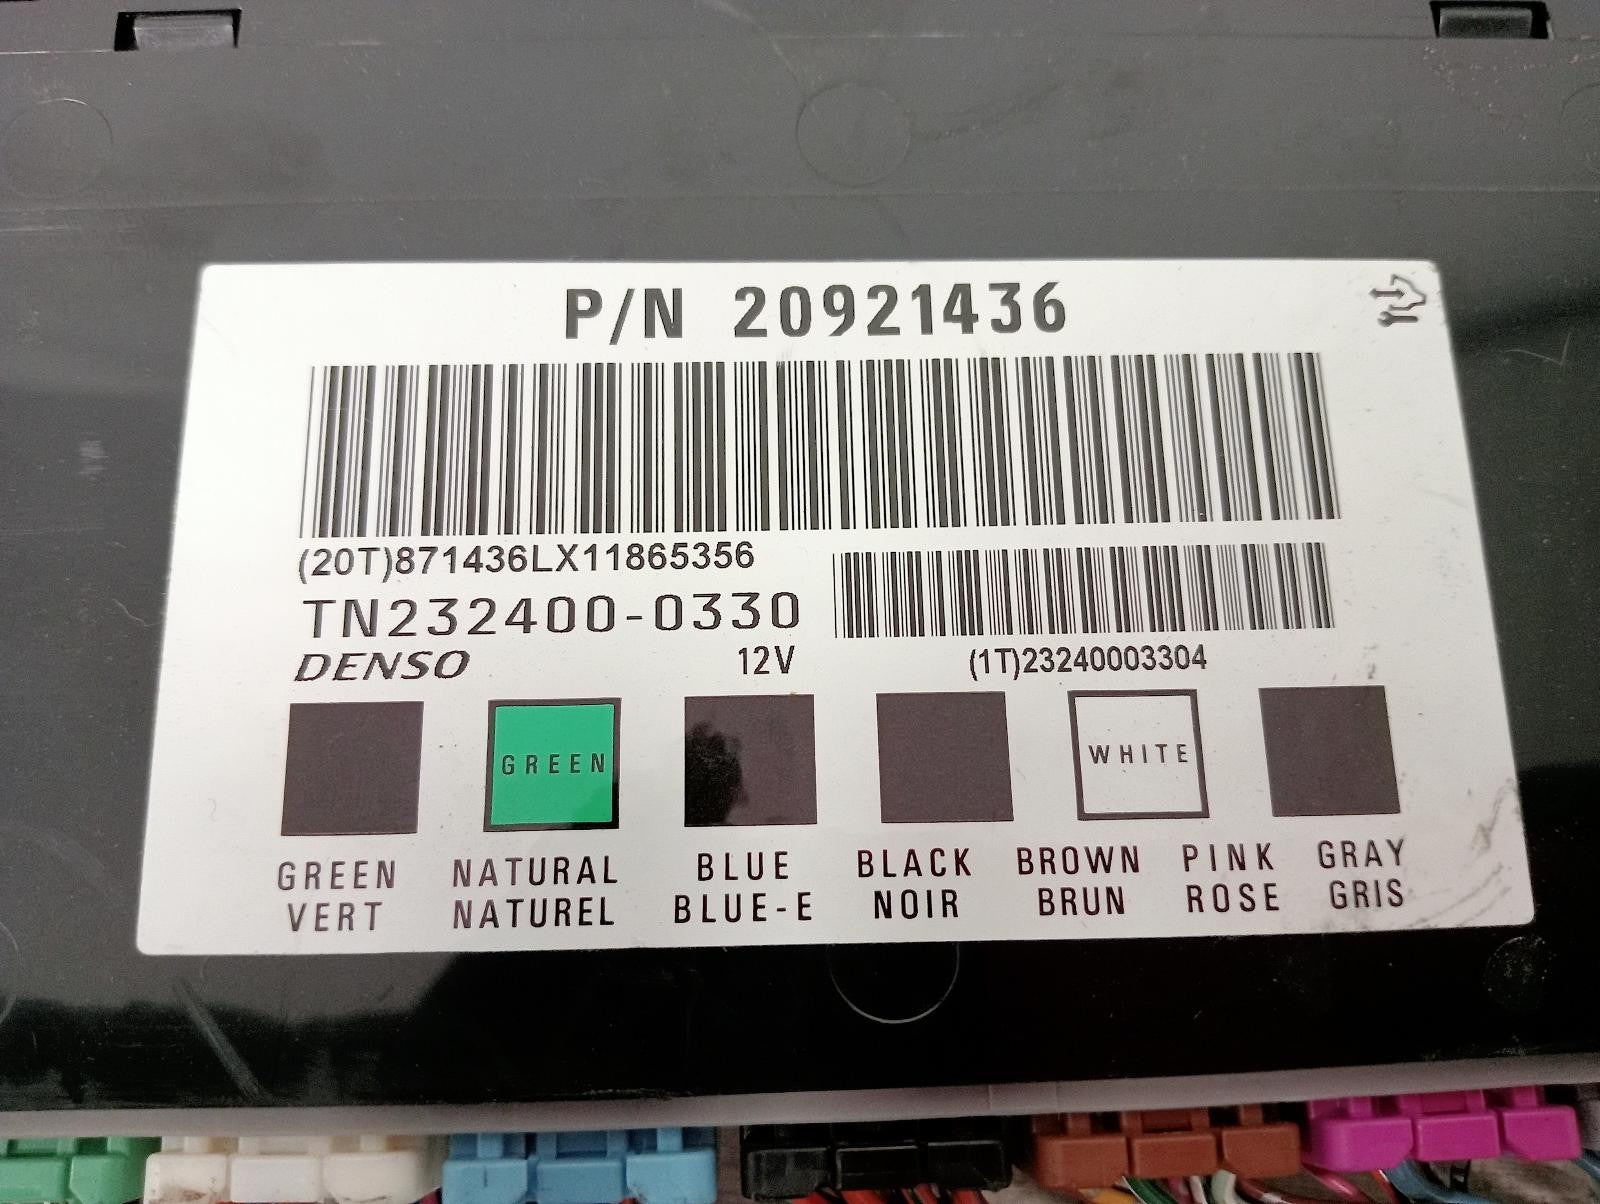 P/N 20921436
(20T)871436LX11865356
TN232400-0330
DENSO 12V (1T)23240003304
GREEN WHITE
GREEN NATURAL BLUE BLACK BROWN PINK GRAY
VERT NATUREL BLUE-E NOIR BRUN ROSE GRIS